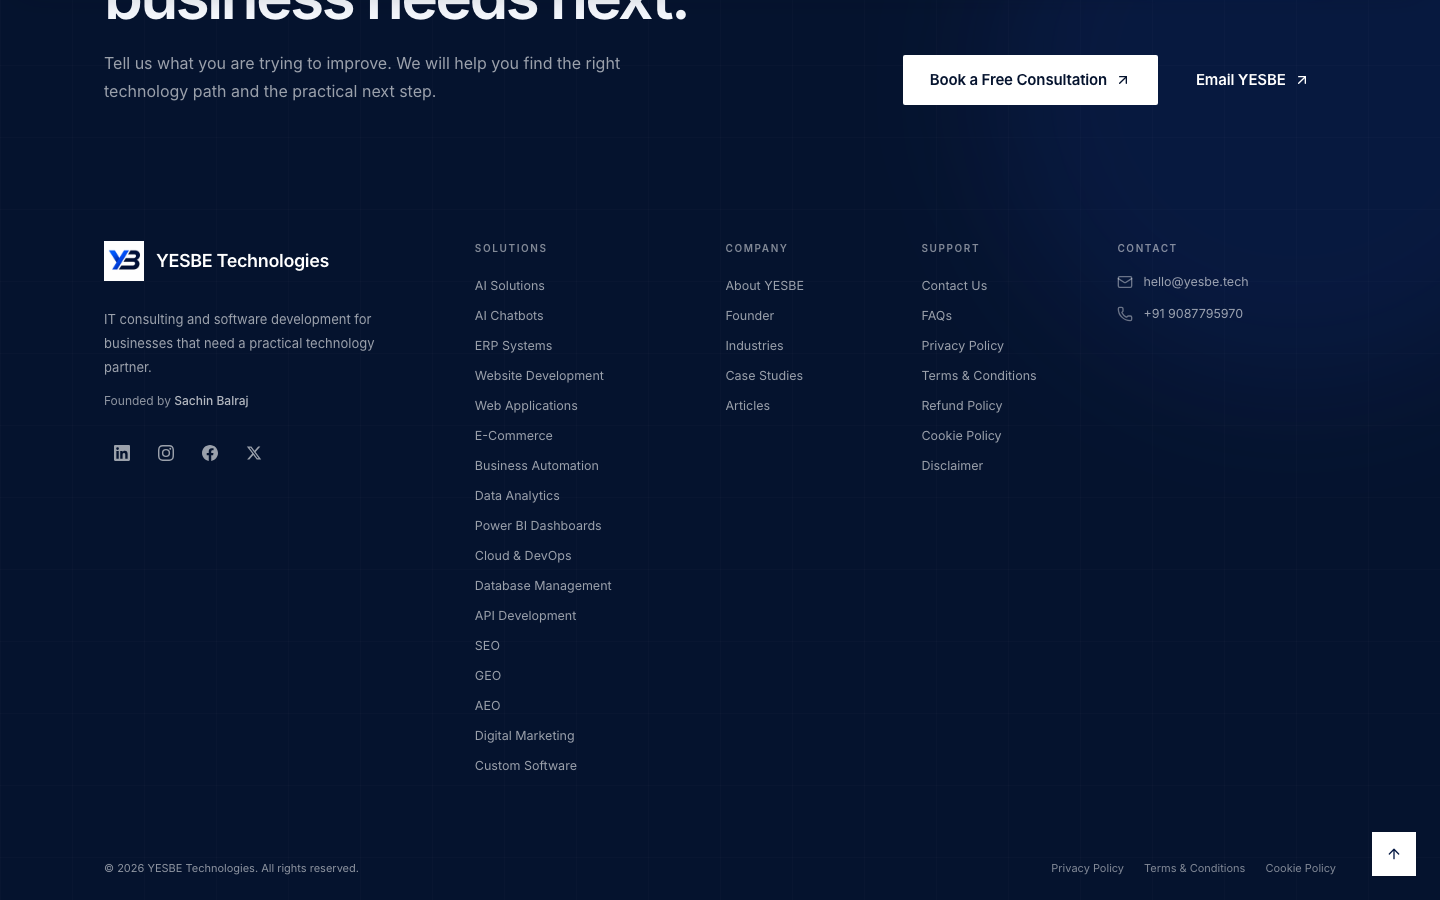 business needs next.
Tell us what you are trying to improve. We will help you find the right
technology path and the practical next step.
Book a Free Consultation
Email YESBE
YB
YESBE Technologies
IT consulting and software development for
businesses that need a practical technology
partner.
Founded by Sachin Balraj
SOLUTIONS
AI Solutions
AI Chatbots
ERP Systems
Website Development
Web Applications
E-Commerce
Business Automation
Data Analytics
Power BI Dashboards
Cloud & DevOps
Database Management
API Development
SEO
GEO
AEO
Digital Marketing
Custom Software
COMPANY
About YESBE
Founder
Industries
Case Studies
Articles
SUPPORT
Contact Us
FAQs
Privacy Policy
Terms & Conditions
Refund Policy
Cookie Policy
Disclaimer
CONTACT
hello@yesbe.tech
+91 9087795970
© 2026 YESBE Technologies. All rights reserved.
Privacy Policy
Terms & Conditions
Cookie Policy